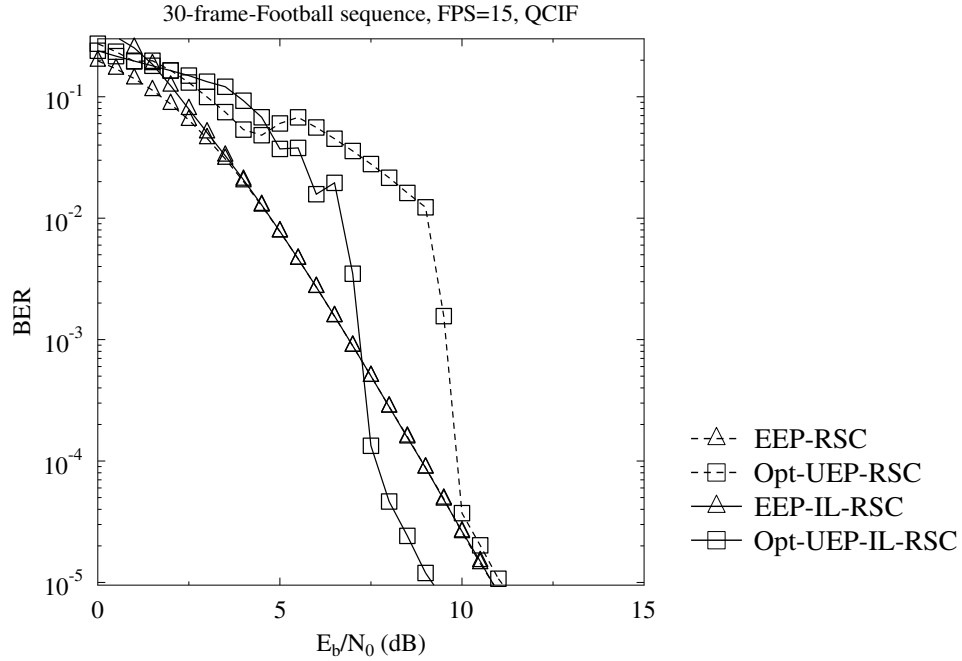 30-frame-Football sequence, FPS=15, QCIF
BER
10^-1
10^-2
10^-3
10^-4
10^-5
0 5 10 15
E_b/N_0 (dB)
EEP-RSC
Opt-UEP-RSC
EEP-IL-RSC
Opt-UEP-IL-RSC